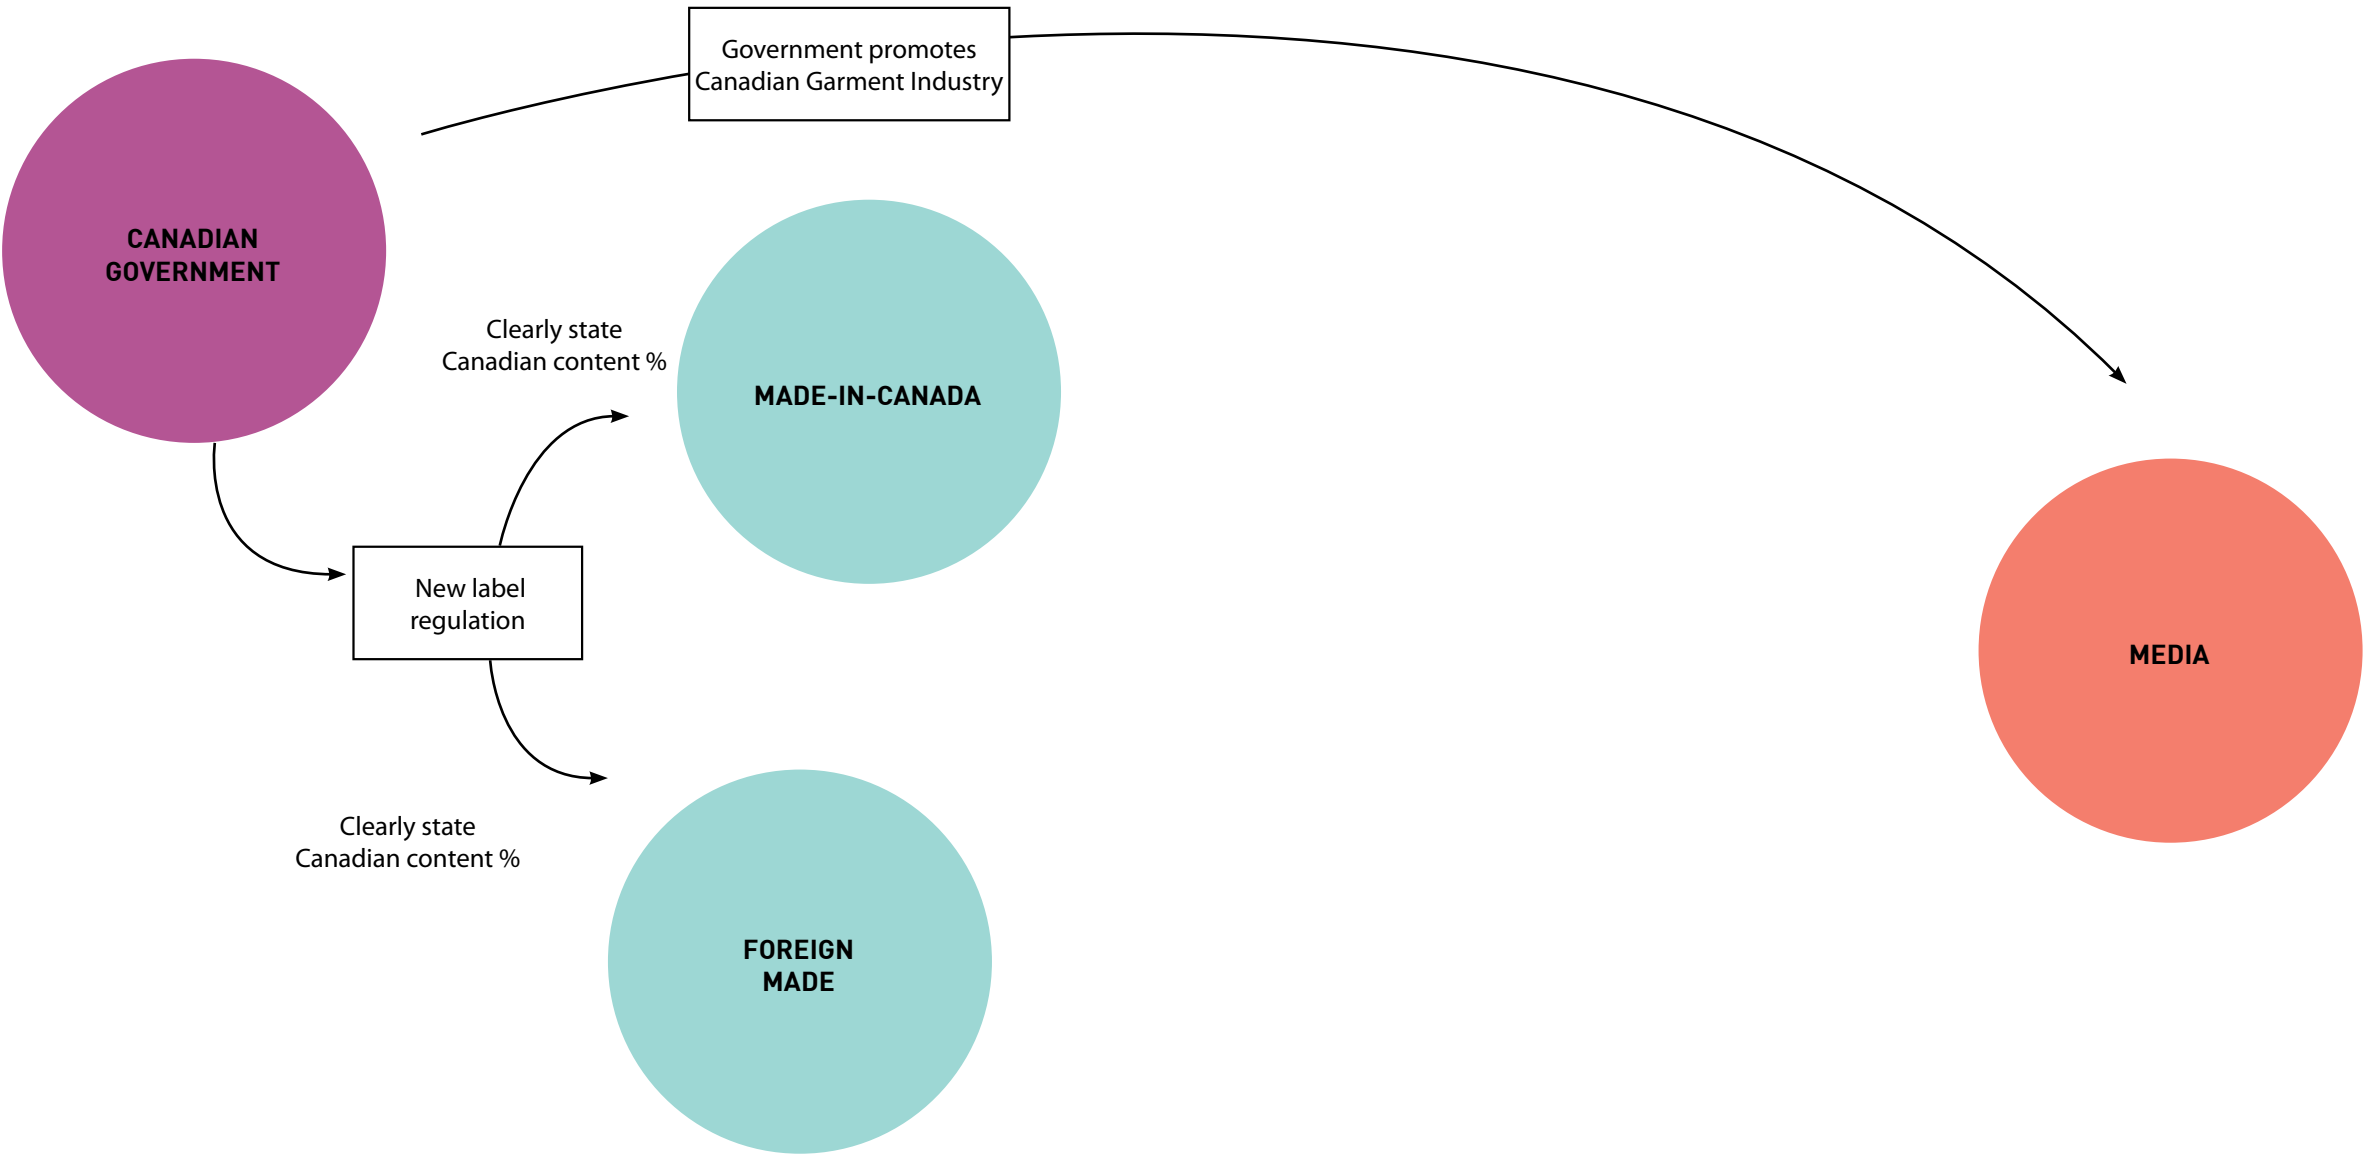 Government promotes
Canadian Garment Industry
CANADIAN
GOVERNMENT
Clearly state
Canadian content %
MADE-IN-CANADA
New label
regulation
MEDIA
Clearly state
Canadian content %
FOREIGN
MADE